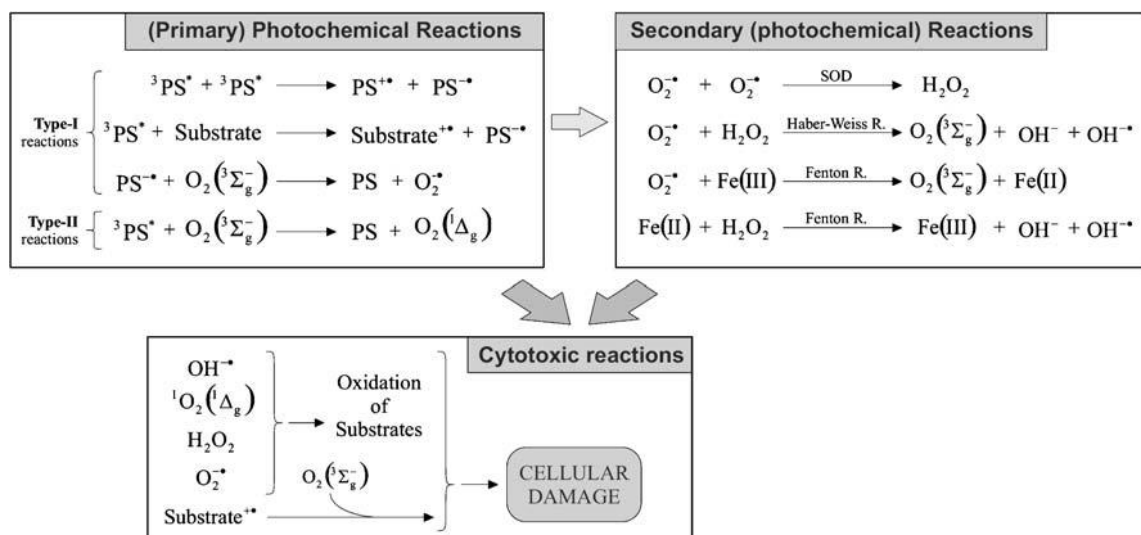 (Primary) Photochemical Reactions
Type-I
reactions
³PS* + ³PS* → PS⁺• + PS⁻•
³PS* + Substrate → Substrate⁺• + PS⁻•
PS⁻• + O₂(³Σg⁻) → PS + O₂⁻•
Type-II
reactions
³PS* + O₂(³Σg⁻) → PS + O₂(¹Δg)
Secondary (photochemical) Reactions
SOD
O₂⁻• + O₂⁻• → H₂O₂
Haber-Weiss R.
O₂⁻• + H₂O₂ → O₂(³Σg⁻) + OH⁻ + OH⁻•
Fenton R.
O₂⁻• + Fe(III) → O₂(³Σg⁻) + Fe(II)
Fenton R.
Fe(II) + H₂O₂ → Fe(III) + OH⁻ + OH⁻•
Cytotoxic reactions
OH⁻•
¹O₂(¹Δg)
H₂O₂
O₂⁻•
Substrate⁺•
Oxidation
of
Substrates
O₂(³Σg⁻)
CELLULAR
DAMAGE